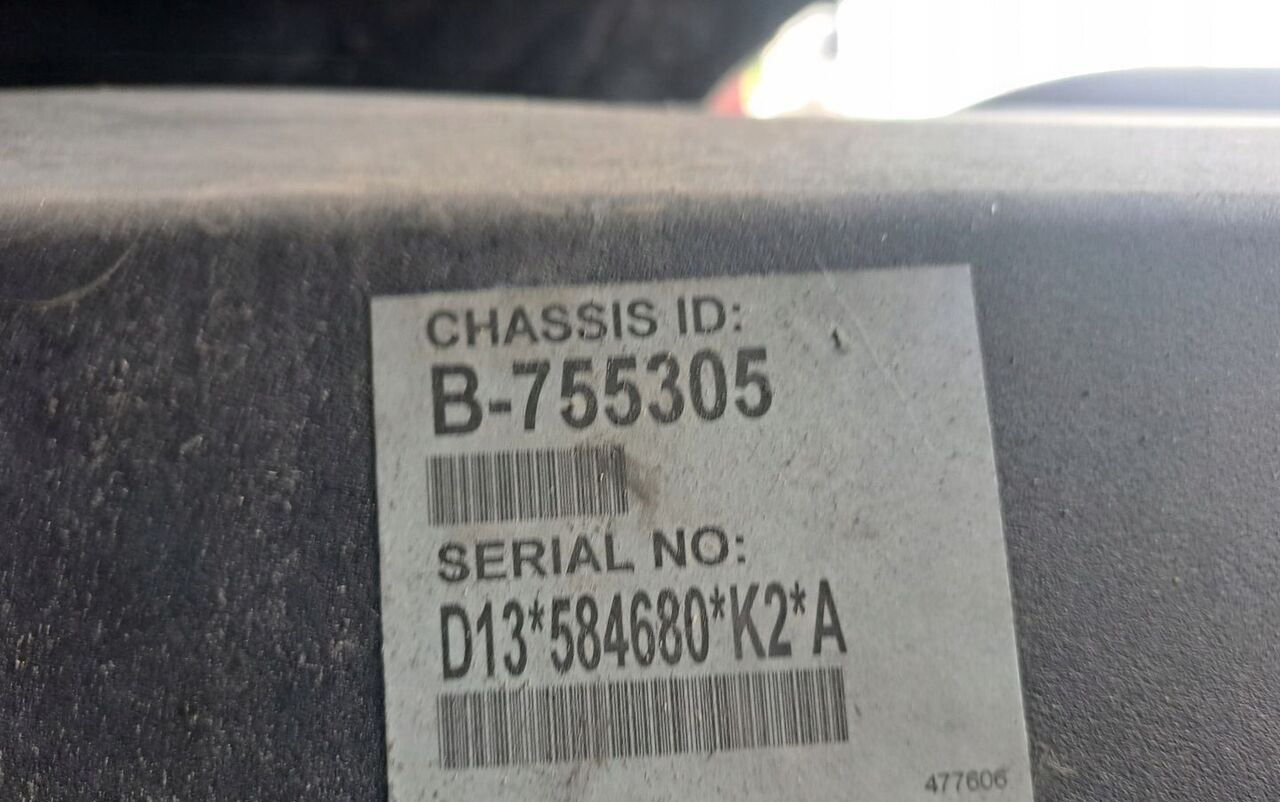 CHASSIS ID:
B-755305
SERIAL NO:
D13*584680*K2*A
477606